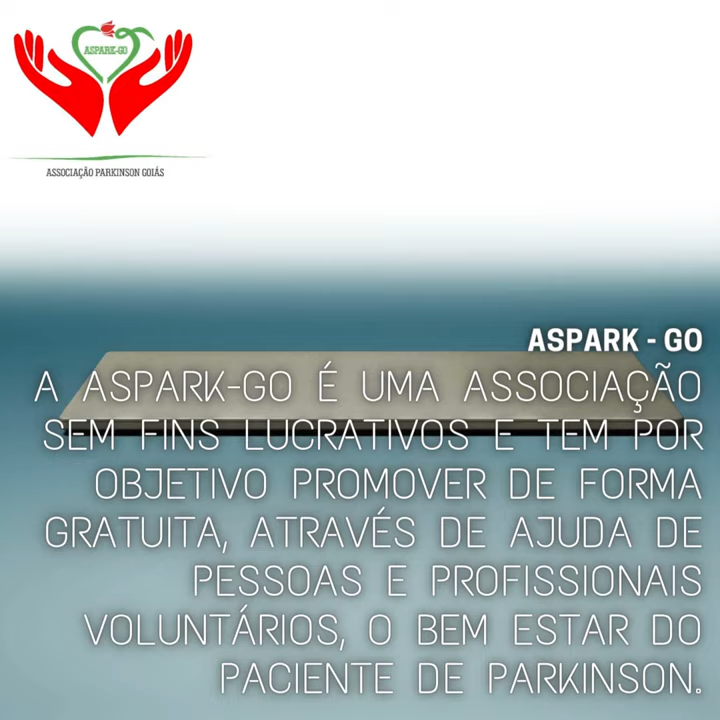 ASPARK-GO
ASSOCIAÇÃO PARKINSON GOIÁS
ASPARK - GO
A ASPARK-GO É UMA ASSOCIAÇÃO
SEM FINS LUCRATIVOS E TEM POR
OBJETIVO PROMOVER DE FORMA
GRATUITA, ATRAVÉS DE AJUDA DE
PESSOAS E PROFISSIONAIS
VOLUNTÁRIOS, O BEM ESTAR DO
PACIENTE DE PARKINSON.